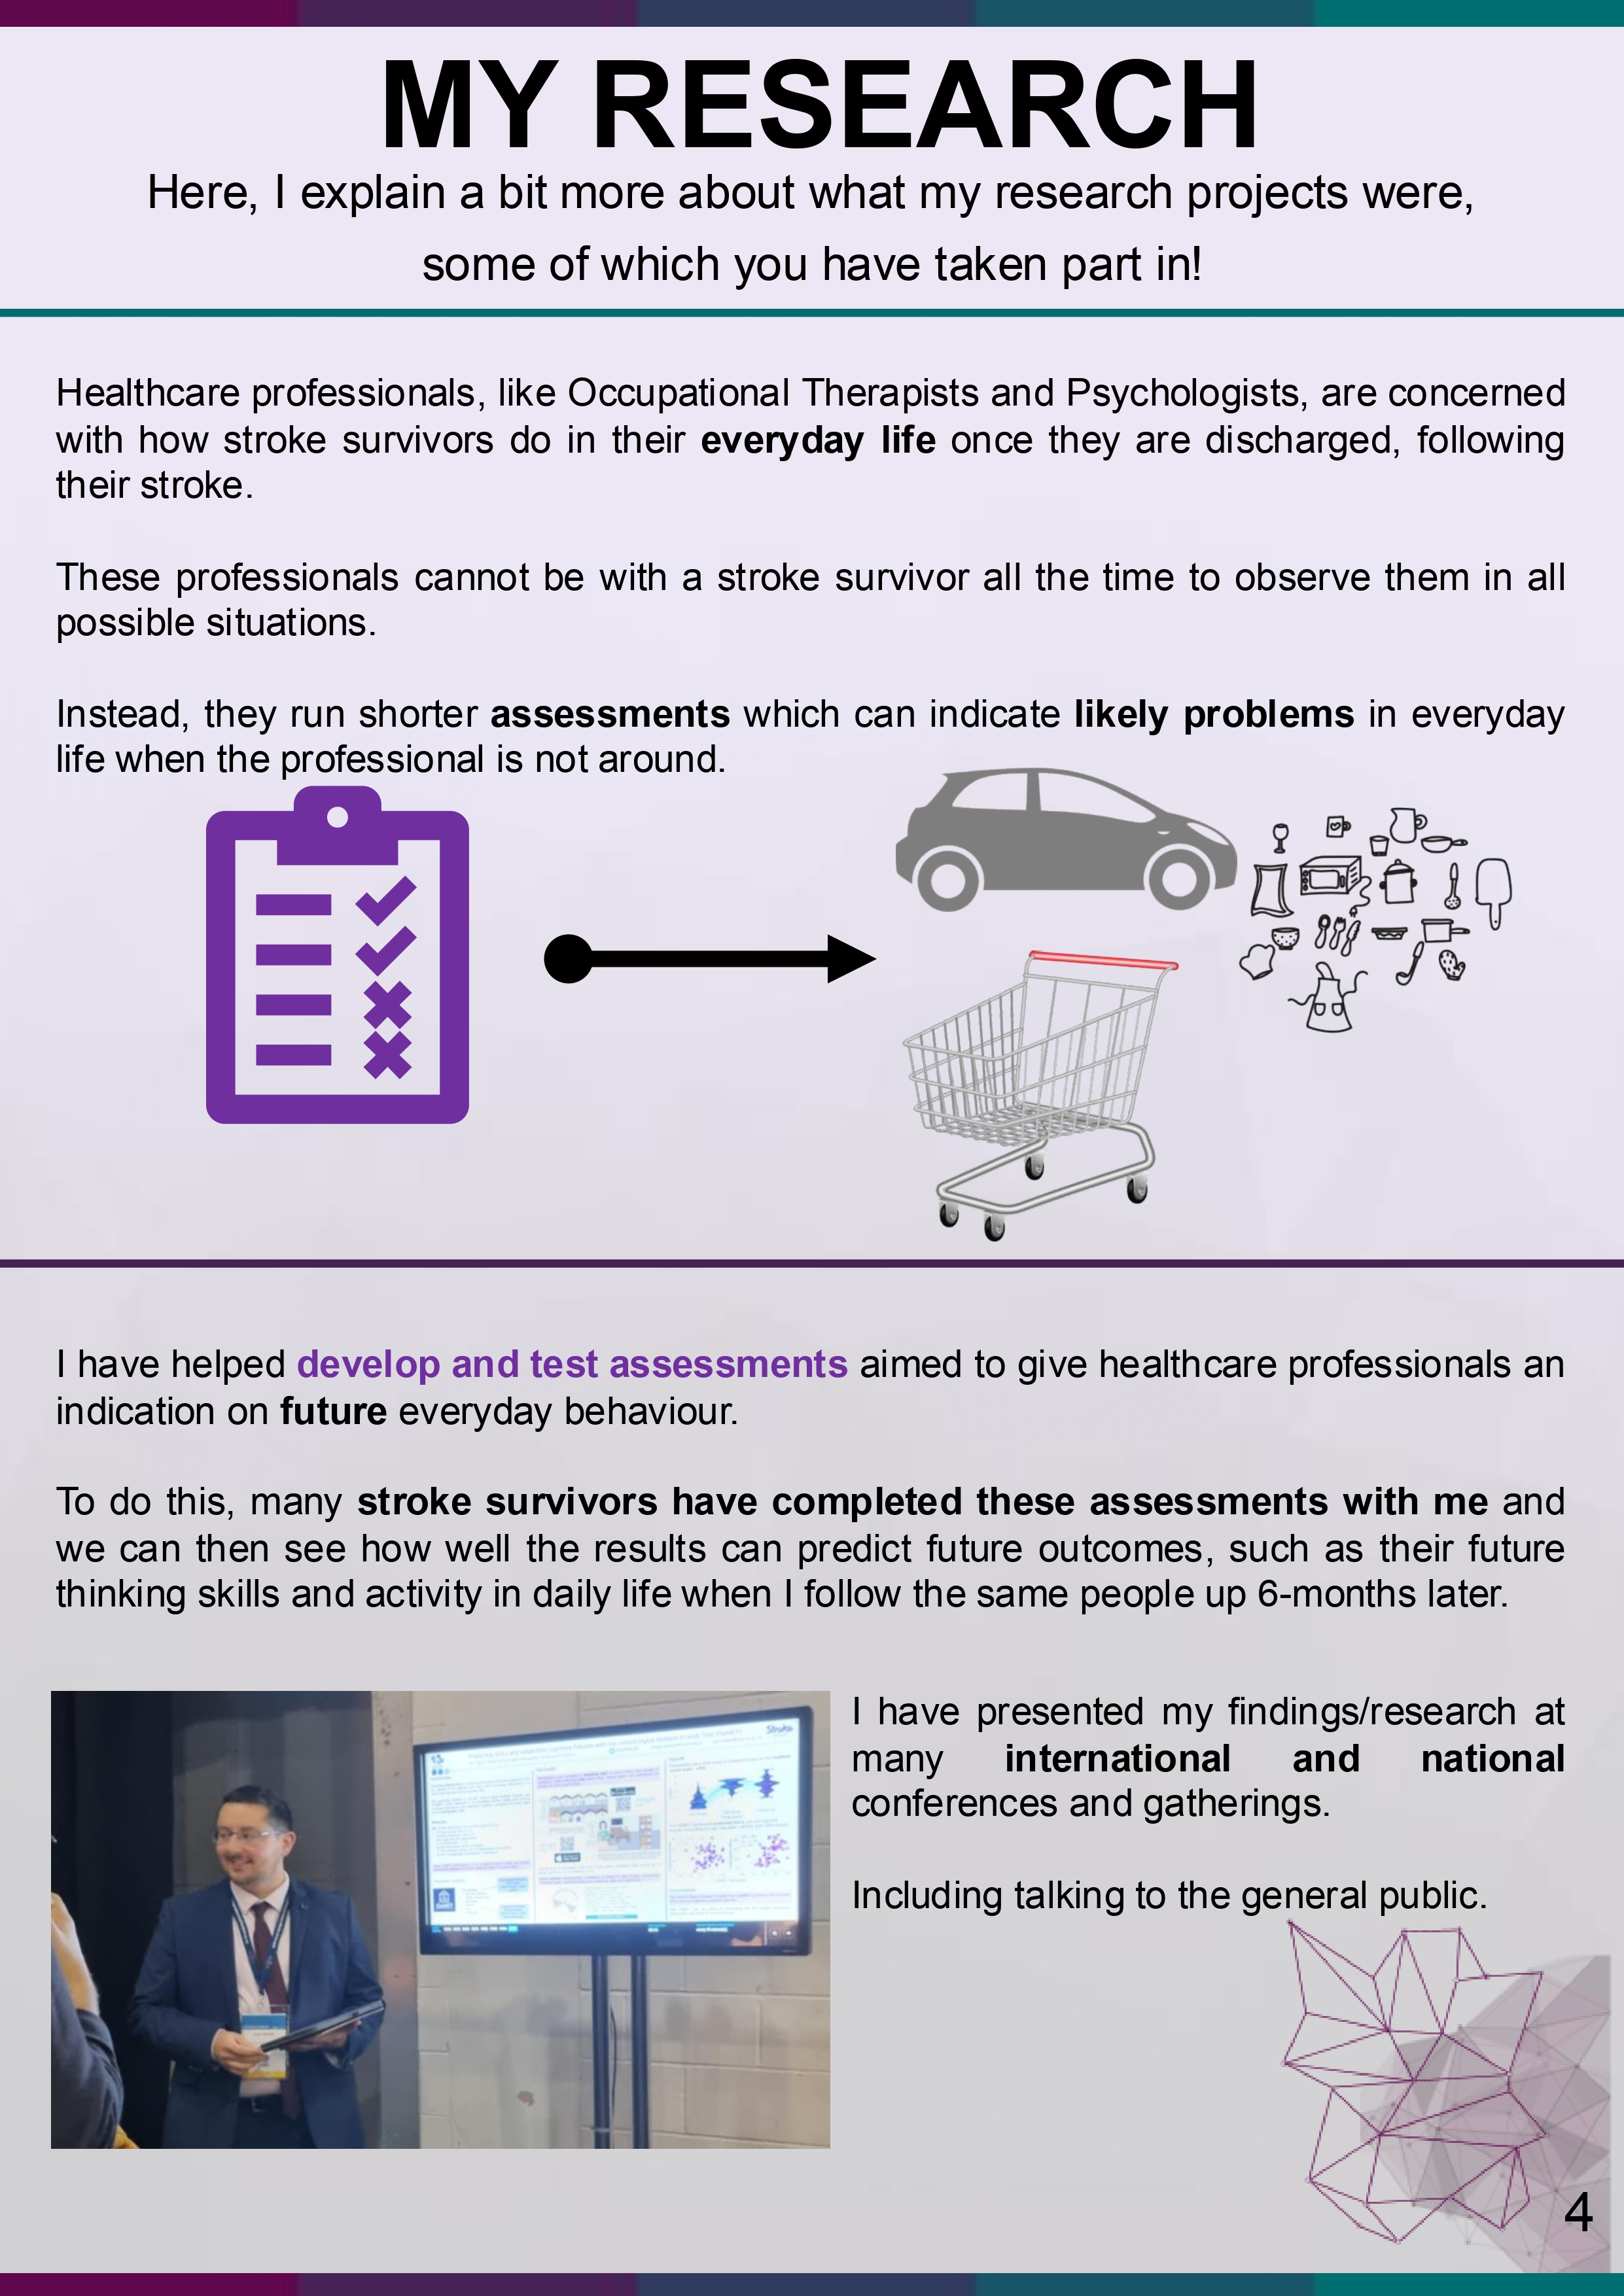 MY RESEARCH
Here, I explain a bit more about what my research projects were,
some of which you have taken part in!
Healthcare professionals, like Occupational Therapists and Psychologists, are concerned
with how stroke survivors do in their everyday life once they are discharged, following
their stroke.
These professionals cannot be with a stroke survivor all the time to observe them in all
possible situations.
Instead, they run shorter assessments which can indicate likely problems in everyday
life when the professional is not around.
I have helped develop and test assessments aimed to give healthcare professionals an
indication on future everyday behaviour.
To do this, many stroke survivors have completed these assessments with me and
we can then see how well the results can predict future outcomes, such as their future
thinking skills and activity in daily life when I follow the same people up 6-months later.
Stroke
I have presented my findings/research at
many international and national
conferences and gatherings.
Including talking to the general public.
4